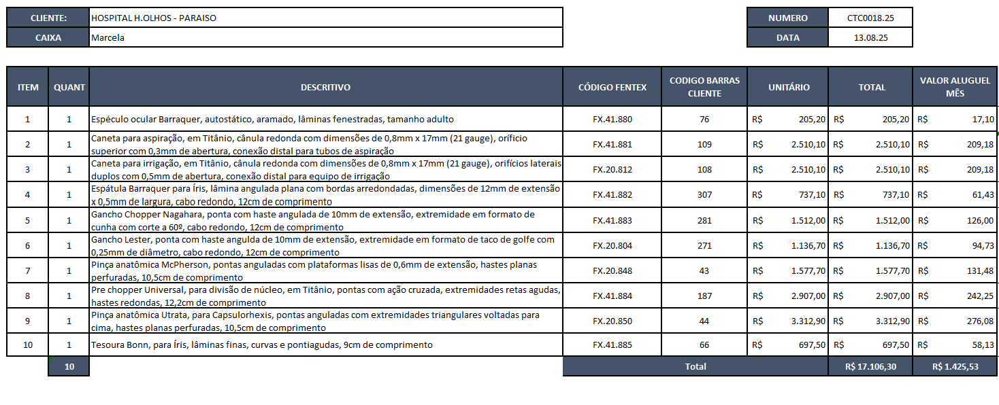 CLIENTE: HOSPITAL H.OLHOS - PARAISO NUMERO CTC0018.25
CAIXA Marcela DATA 13.08.25
ITEM QUANT DESCRITIVO CÓDIGO FENTEX CODIGO BARRAS CLIENTE UNITÁRIO TOTAL VALOR ALUGUEL MÊS
1 1 Espéculo ocular Barraquer, autostático, aramado, lâminas fenestradas, tamanho adulto FX.41.880 76 R$ 205,20 R$ 205,20 R$ 17,10
2 1 Caneta para aspiração, em Titânio, cânula redonda com dimensões de 0,8mm x 17mm (21 gauge), orifício
superior com 0,3mm de abertura, conexão distal para tubos de aspiração FX.41.881 109 R$ 2.510,10 R$ 2.510,10 R$ 209,18
3 1 Caneta para irrigação, em Titânio, cânula redonda com dimensões de 0,8mm x 17mm (21 gauge), orifícios laterais
duplos com 0,5mm de abertura, conexão distal para equipo de irrigação FX.20.812 108 R$ 2.510,10 R$ 2.510,10 R$ 209,18
4 1 Espátula Barraquer para Íris, lâmina angulada plana com bordas arredondadas, dimensões de 12mm de extensão
x 0,5mm de largura, cabo redondo, 12cm de comprimento FX.41.882 307 R$ 737,10 R$ 737,10 R$ 61,43
5 1 Gancho Chopper Nagahara, ponta com haste angulada de 10mm de extensão, extremidade em formato de
cunha com corte a 60º, cabo redondo, 12cm de comprimento FX.41.883 281 R$ 1.512,00 R$ 1.512,00 R$ 126,00
6 1 Gancho Lester, ponta com haste angulda de 10mm de extensão, extremidade em formato de taco de golfe com
0,25mm de diâmetro, cabo redondo, 12cm de comprimento FX.20.804 271 R$ 1.136,70 R$ 1.136,70 R$ 94,73
7 1 Pinça anatômica McPherson, pontas anguladas com plataformas lisas de 0,6mm de extensão, hastes planas
perfuradas, 10,5cm de comprimento FX.20.848 43 R$ 1.577,70 R$ 1.577,70 R$ 131,48
8 1 Pre chopper Universal, para divisão de núcleo, em Titânio, pontas com ação cruzada, extremidades retas agudas,
hastes redondas, 12,2cm de comprimento FX.41.884 187 R$ 2.907,00 R$ 2.907,00 R$ 242,25
9 1 Pinça anatômica Utrata, para Capsulorhexis, pontas anguladas com extremidades triangulares voltadas para
cima, hastes planas perfuradas, 10,5cm de comprimento FX.20.850 44 R$ 3.312,90 R$ 3.312,90 R$ 276,08
10 1 Tesoura Bonn, para Íris, lâminas finas, curvas e pontiagudas, 9cm de comprimento FX.41.885 66 R$ 697,50 R$ 697,50 R$ 58,13
10 Total R$ 17.106,30 R$ 1.425,53